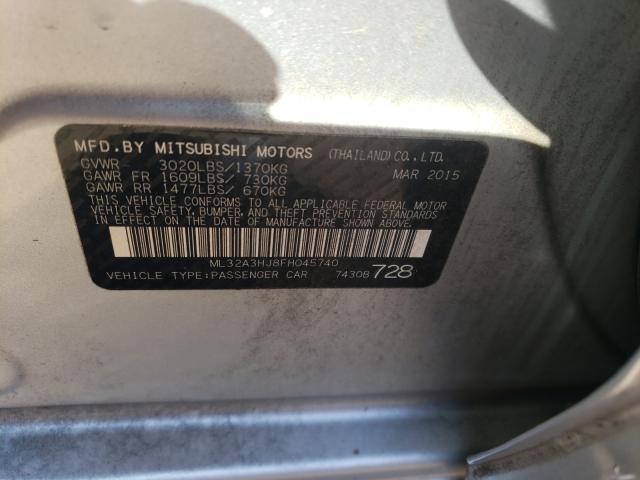 MFD.BY MITSUBISHI MOTORS (THAILAND) CO., LTD.
GVWR 3020LBS/1370KG MAR 2015
GAWR FR 1609LBS/ 730KG
GAWR RR 1477LBS/ 670KG
THIS VEHICLE CONFORMS TO ALL APPLICABLE FEDERAL MOTOR
VEHICLE SAFETY, BUMPER, AND THEFT PREVENTION STANDARDS
IN EFFECT ON THE DATE OF MANUFACTURE SHOWN ABOVE.
ML32A3HJ8FH045740
VEHICLE TYPE:PASSENGER CAR 74308 728